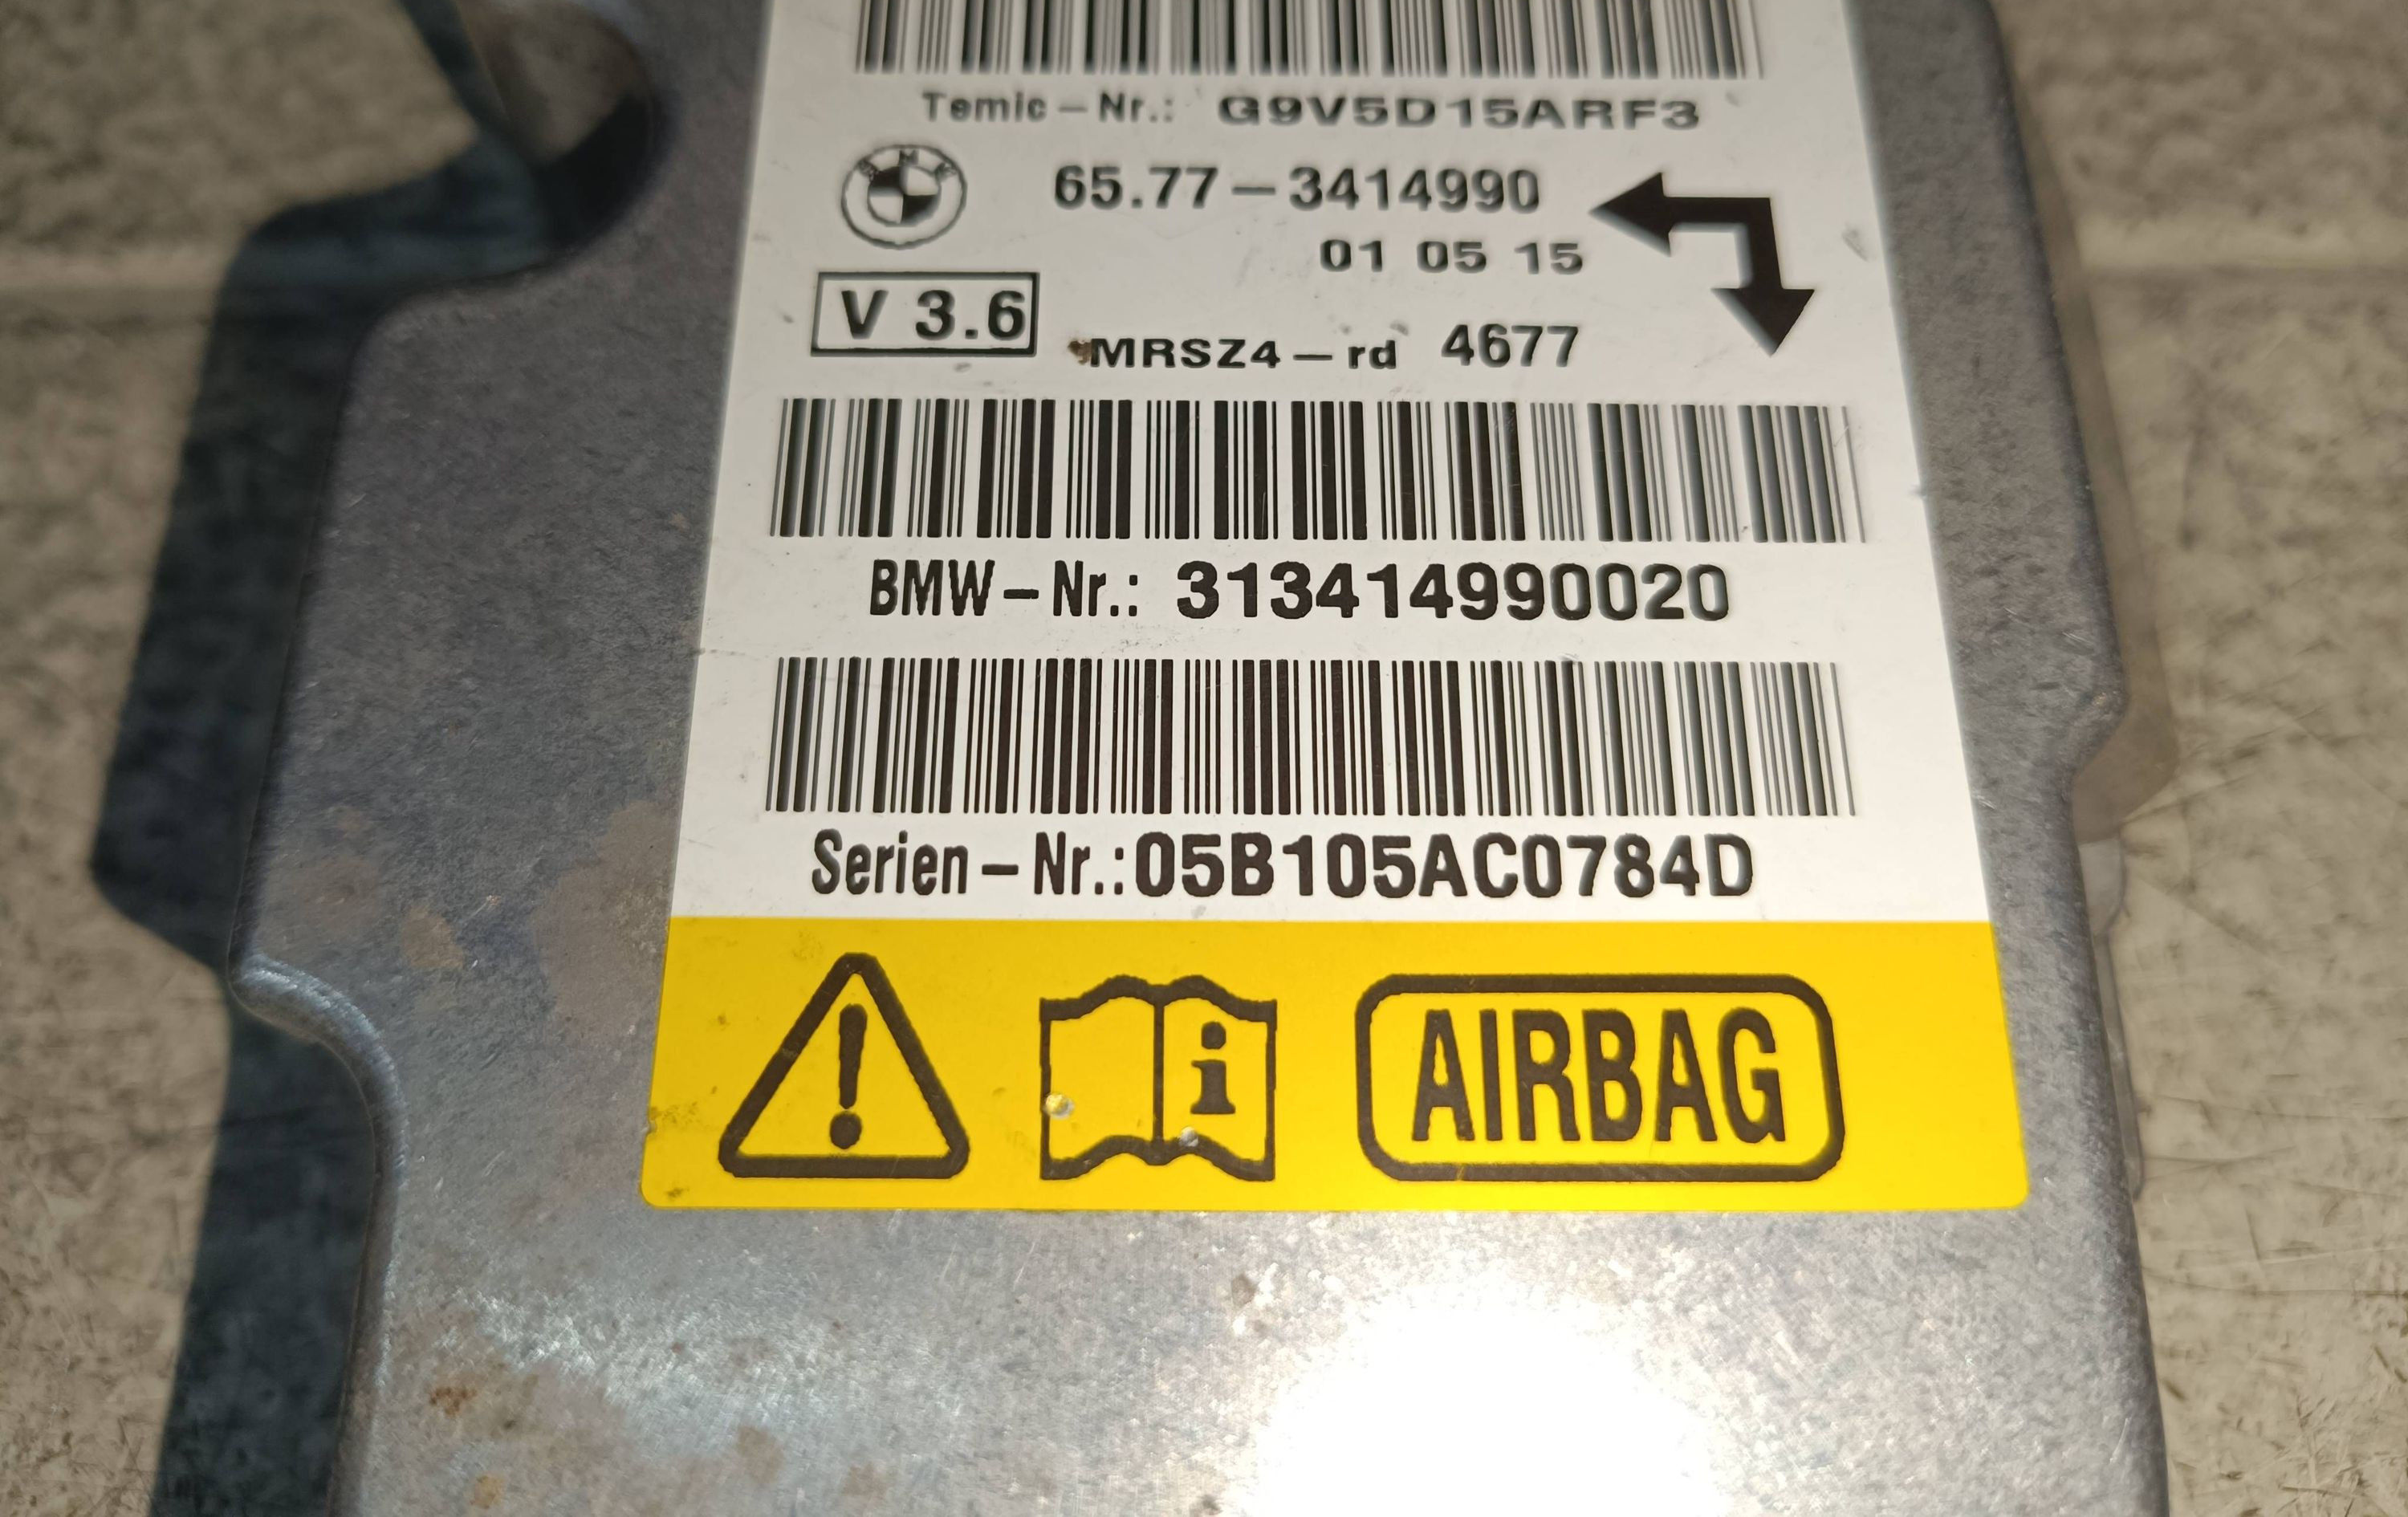 Temic-Nr.: G9V5D15ARF3
BMW
65.77-3414990
01 05 15
V 3.6
MRSZ4-rd 4677
BMW-Nr.: 313414990020
Serien-Nr.:05B105AC0784D
! i AIRBAG